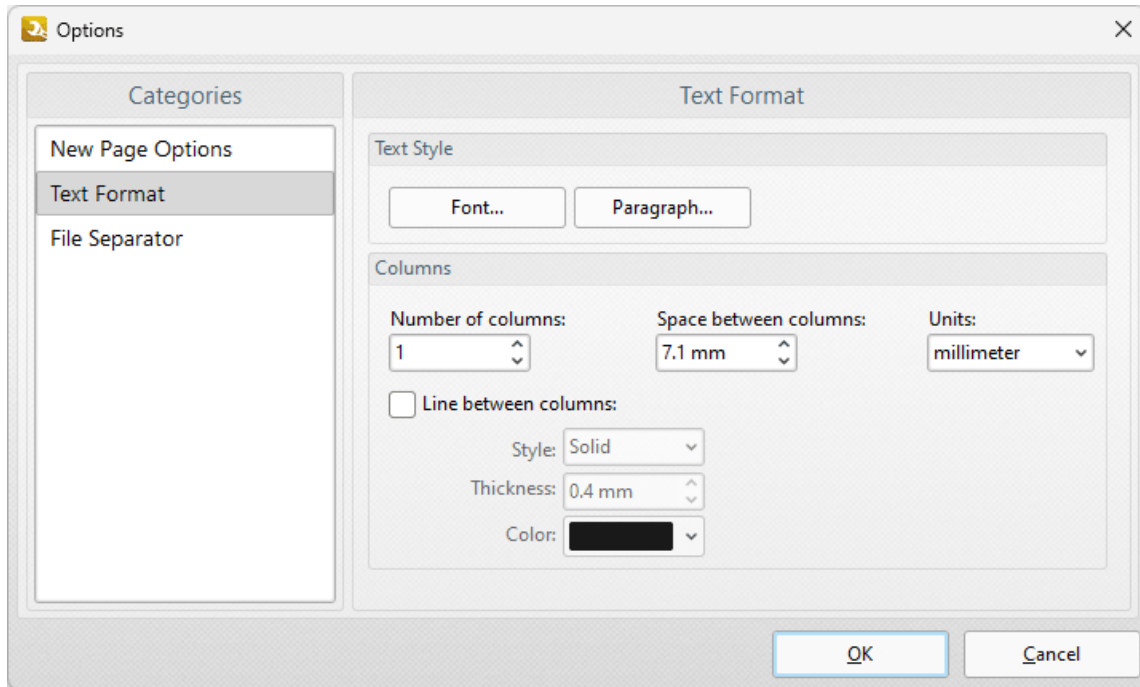 Options
Categories
New Page Options
Text Format
File Separator
Text Format
Text Style
Font... Paragraph...
Columns
Number of columns: Space between columns: Units:
1 7.1 mm millimeter
Line between columns:
Style: Solid
Thickness: 0.4 mm
Color:
OK Cancel